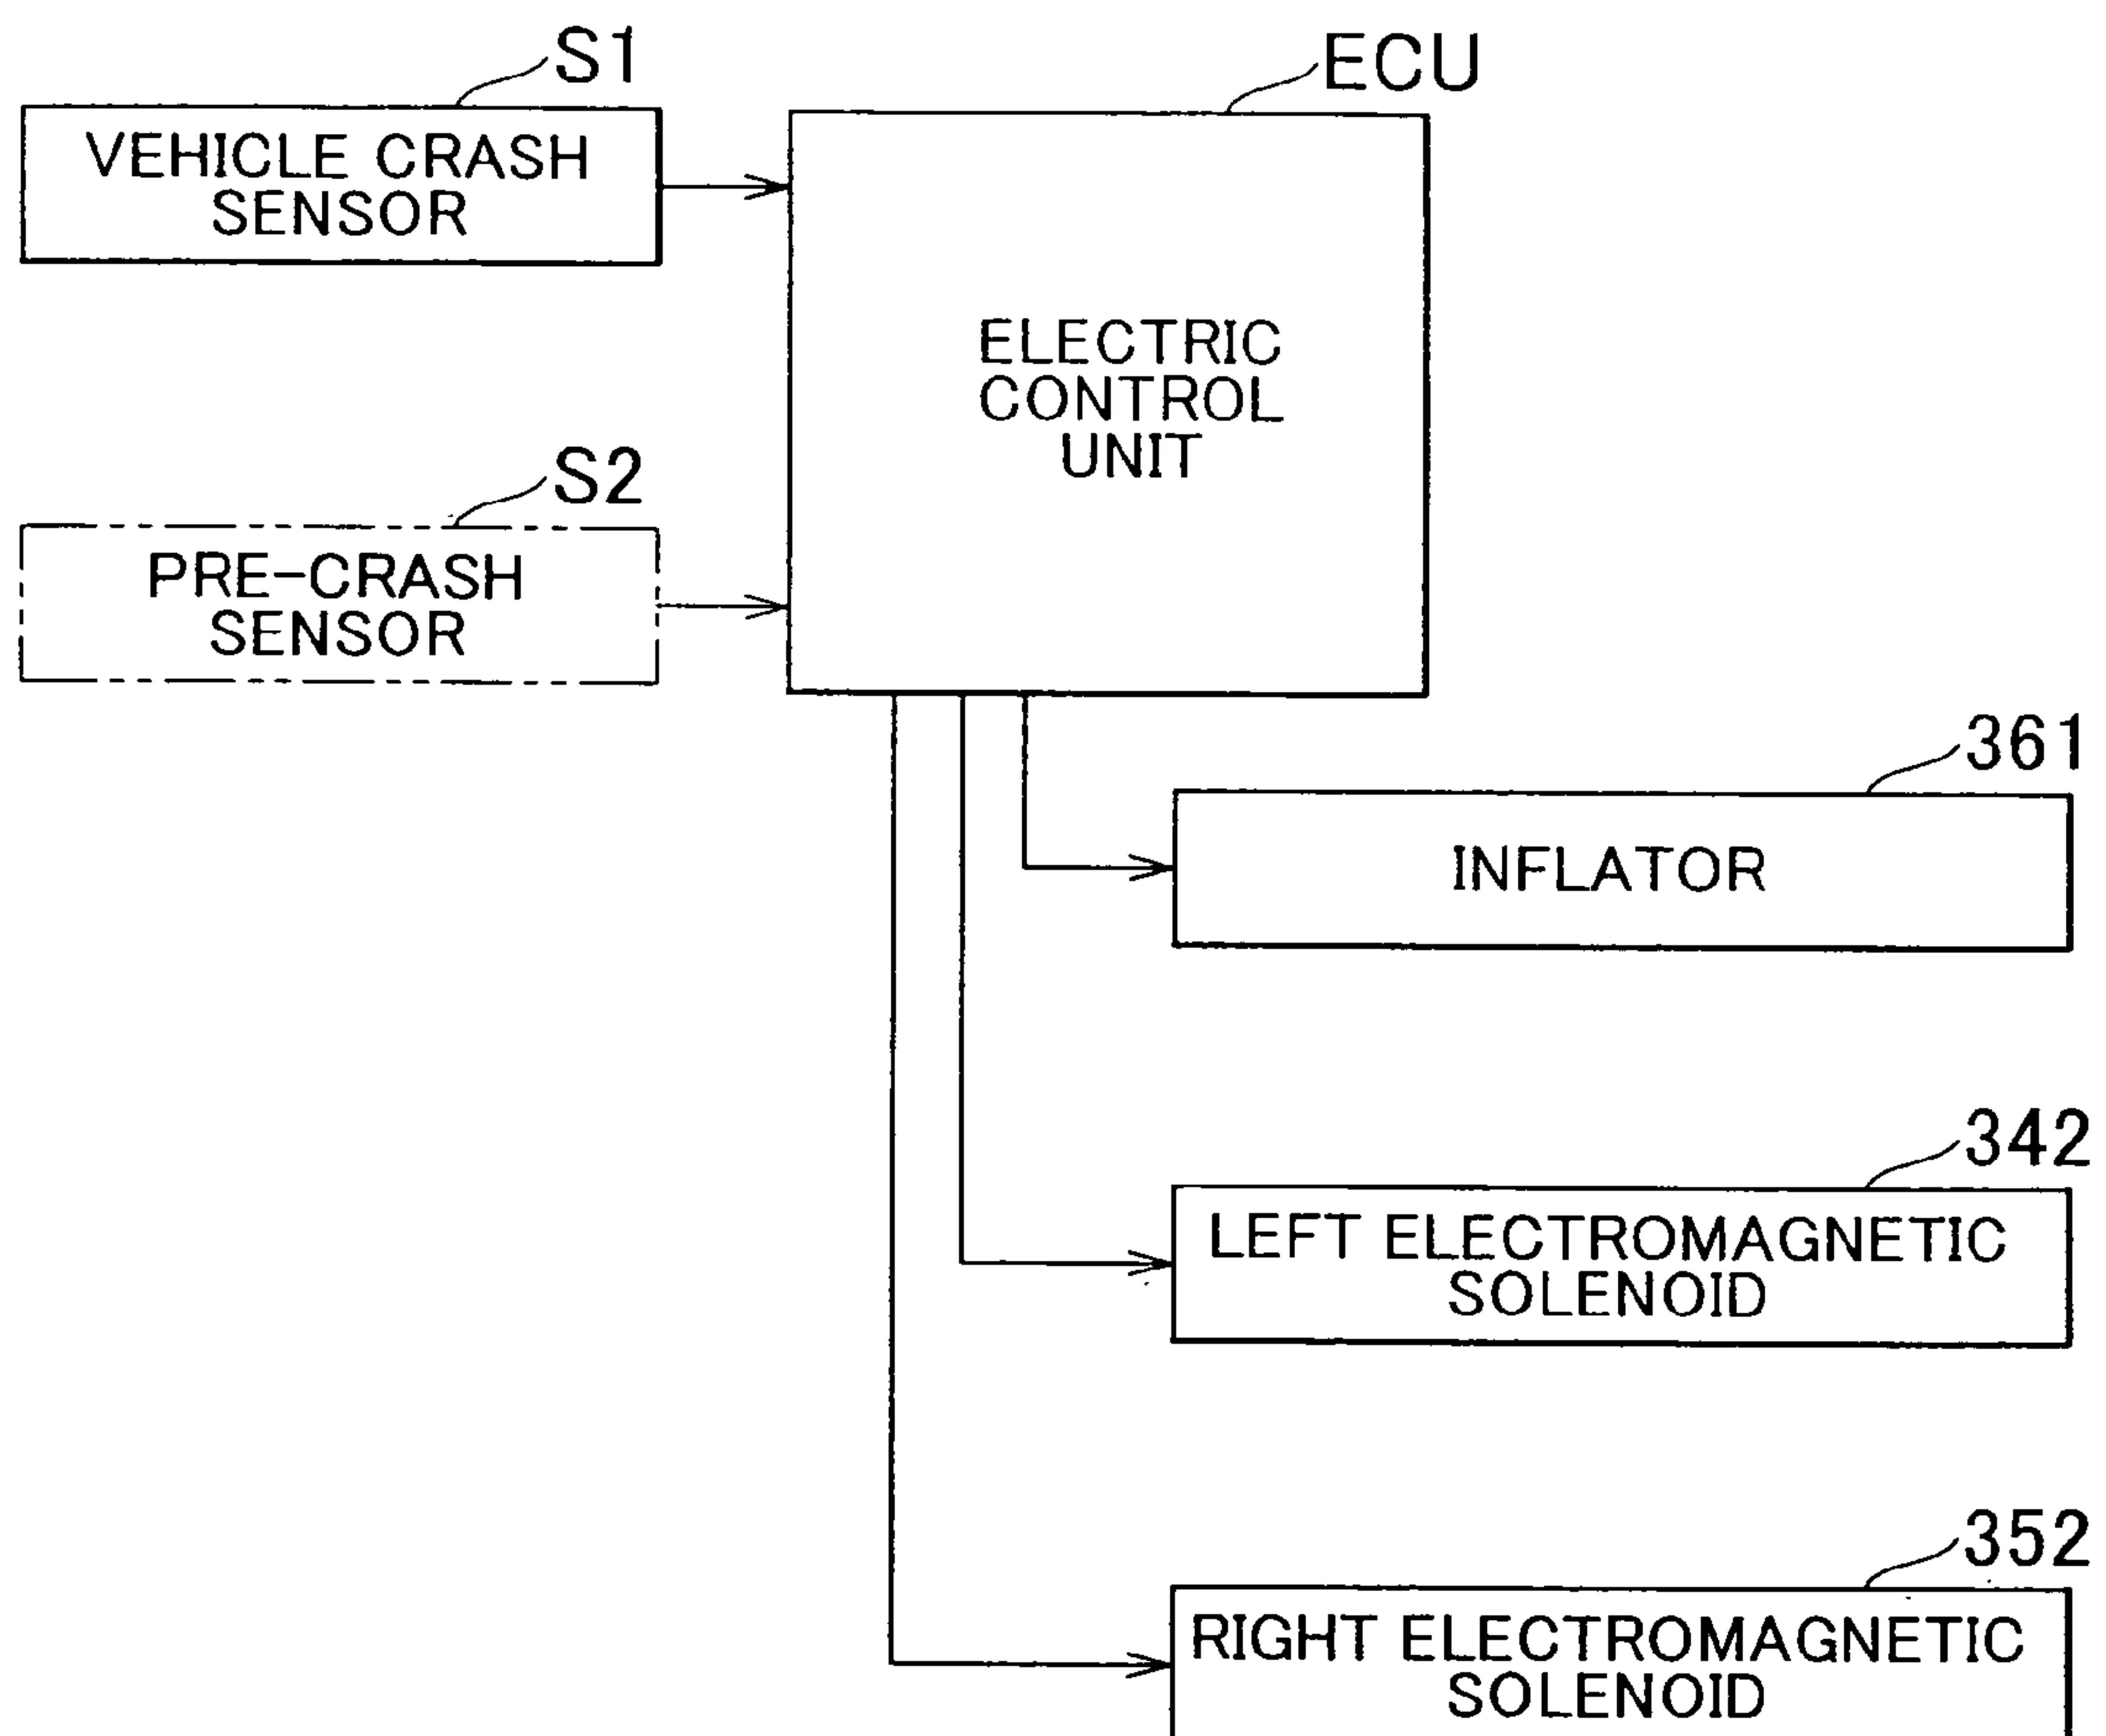 S1
ECU
VEHICLE CRASH
SENSOR
ELECTRIC
CONTROL
UNIT
S2
PRE-CRASH
SENSOR
361
INFLATOR
342
LEFT ELECTROMAGNETIC
SOLENOID
352
RIGHT ELECTROMAGNETIC
SOLENOID